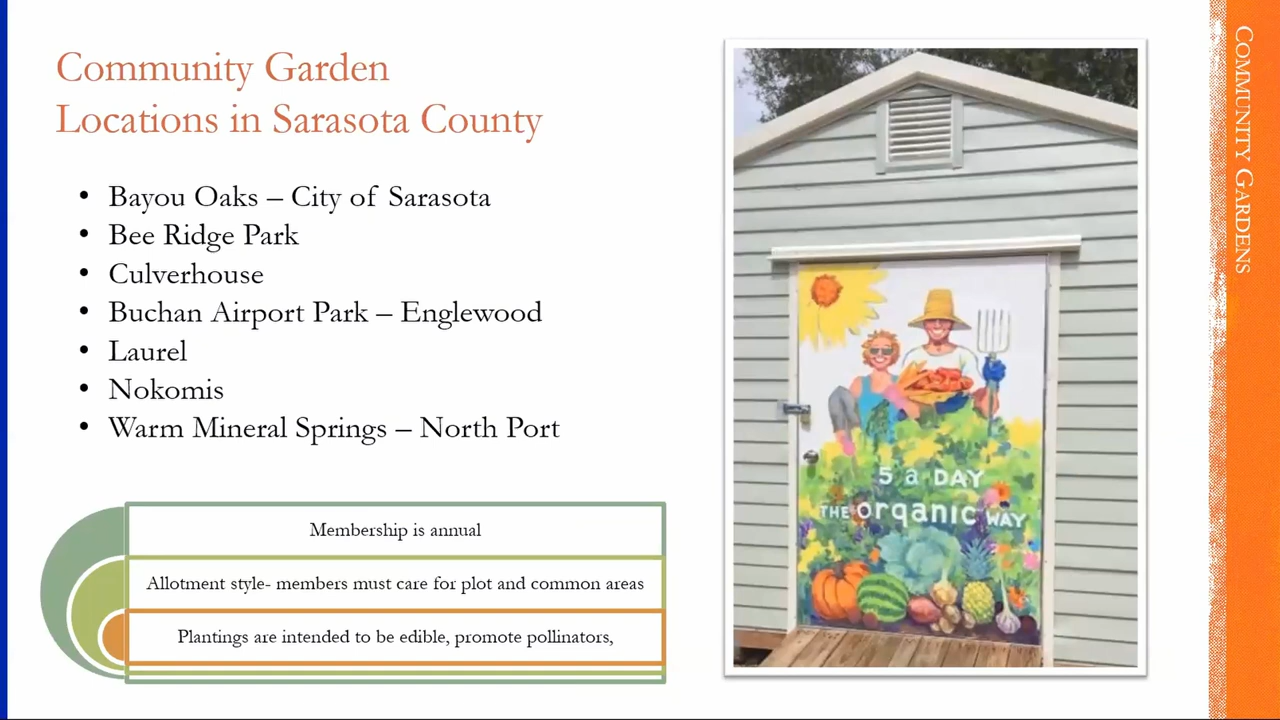 Community Garden
Locations in Sarasota County
• Bayou Oaks – City of Sarasota
• Bee Ridge Park
• Culverhouse
• Buchan Airport Park – Englewood
• Laurel
• Nokomis
• Warm Mineral Springs – North Port
Membership is annual
Allotment style- members must care for plot and common areas
Plantings are intended to be edible, promote pollinators,
5 a DAY
THE organic WAY
COMMUNITY GARDENS